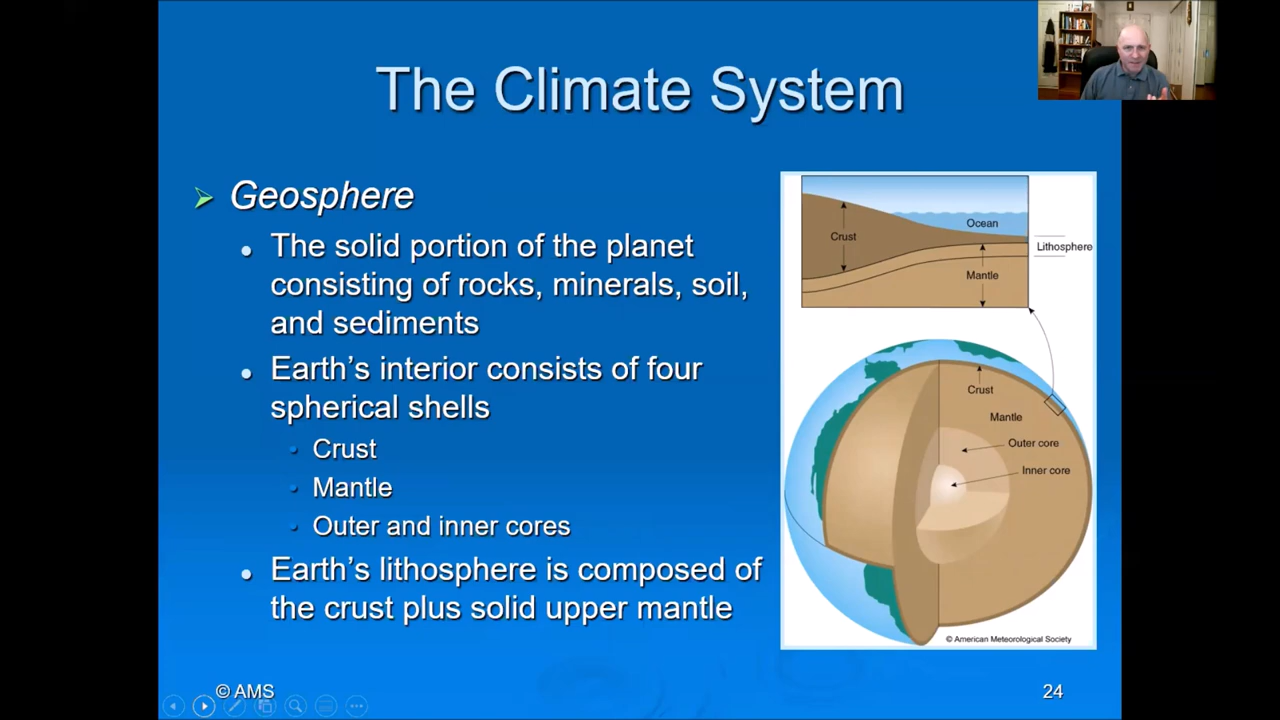 The Climate System
Geosphere
The solid portion of the planet
consisting of rocks, minerals, soil,
and sediments
Earth’s interior consists of four
spherical shells
Crust
Mantle
Outer and inner cores
Earth’s lithosphere is composed of
the crust plus solid upper mantle
Ocean
Crust
Lithosphere
Mantle
Crust
Mantle
Outer core
Inner core
© American Meteorological Society
© AMS
24